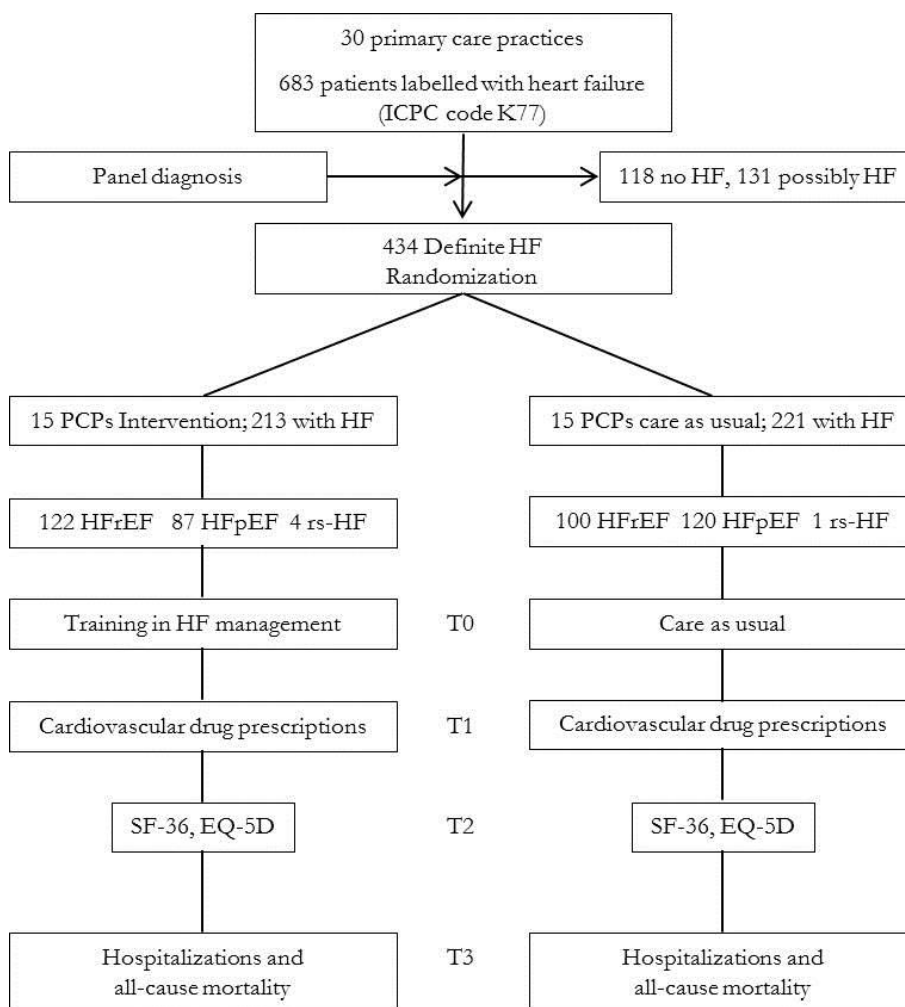 30 primary care practices
683 patients labelled with heart failure
(ICPC code K77)
Panel diagnosis
118 no HF, 131 possibly HF
434 Definite HF
Randomization
15 PCPs Intervention; 213 with HF
15 PCPs care as usual; 221 with HF
122 HFrEF 87 HFpEF 4 rs-HF
100 HFrEF 120 HFpEF 1 rs-HF
Training in HF management
T0
Care as usual
Cardiovascular drug prescriptions
T1
Cardiovascular drug prescriptions
SF-36, EQ-5D
T2
SF-36, EQ-5D
Hospitalizations and
all-cause mortality
T3
Hospitalizations and
all-cause mortality